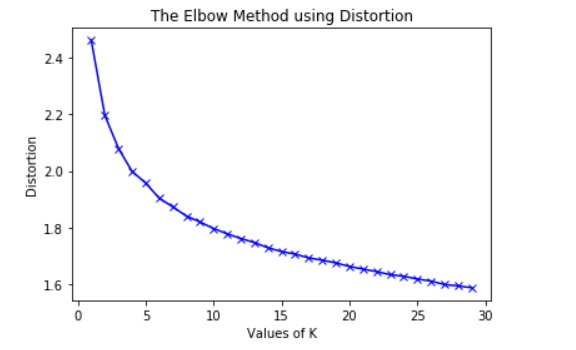 The Elbow Method using Distortion
2.4
2.2
2.0
1.8
1.6
Distortion
0 5 10 15 20 25 30
Values of K